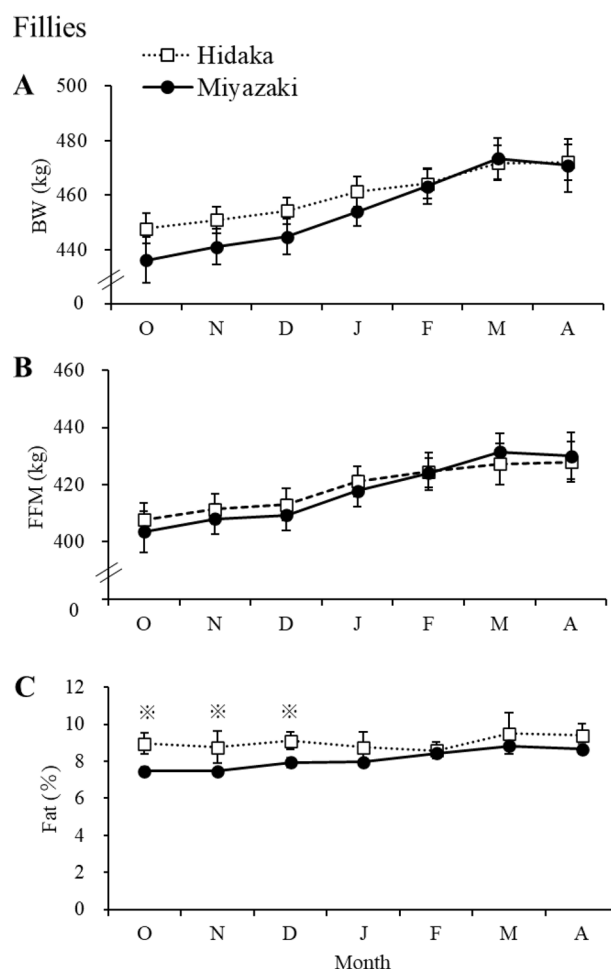 Fillies
Hidaka
Miyazaki
A
500
480
460
440
0
BW (kg)
O N D J F M A
B
460
420
400
0
FFM (kg)
O N D J F M A
C
※ ※ ※
12
10
8
6
4
2
0
Fat (%)
O N D J F M A
Month